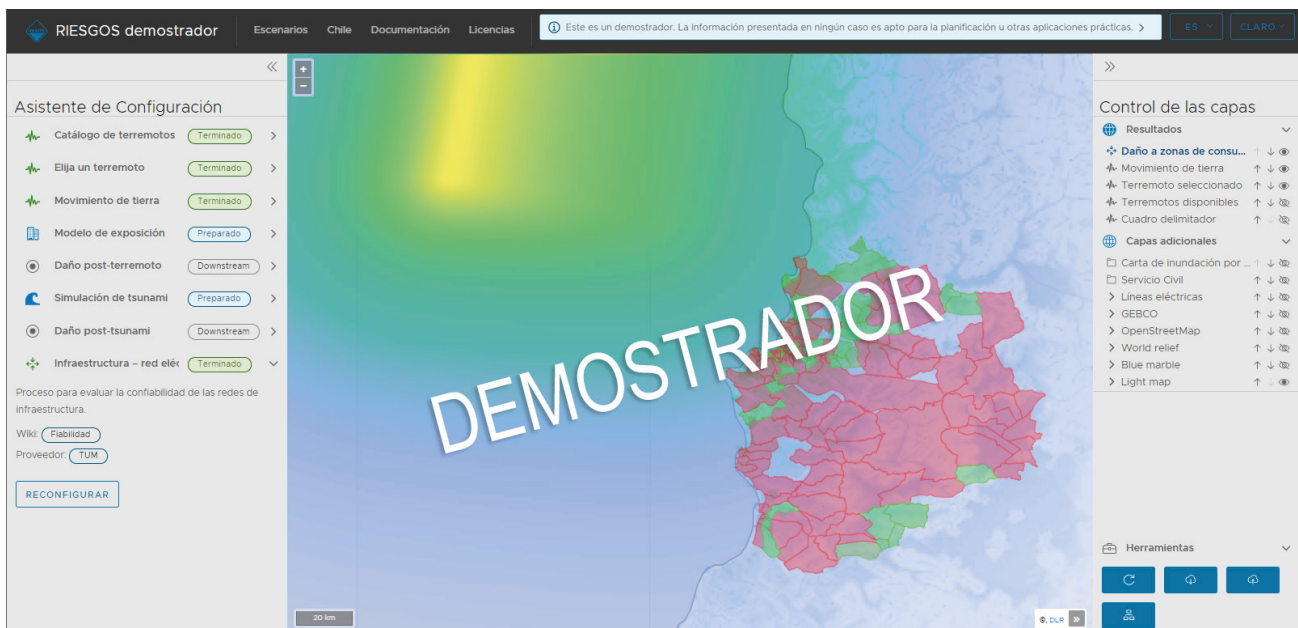 RIESGOS demostrador
Escenarios
Chile
Documentación
Licencias
Este es un demostrador. La información presentada en ningún caso es apto para la planificación u otras aplicaciones prácticas.
ES
CLARO
Asistente de Configuración
Catálogo de terremotos Terminado
Elija un terremoto Terminado
Movimiento de tierra Terminado
Modelo de exposición Preparado
Daño post-terremoto Downstream
Simulación de tsunami Preparado
Daño post-tsunami Downstream
Infraestructura – red eléc Terminado
Proceso para evaluar la confiabilidad de las redes de
infraestructura.
Wiki: Fiabilidad
Proveedor: TUM
RECONFIGURAR
+
−
DEMOSTRADOR
20 km
©, DLR »
Control de las capas
Resultados
Daño a zonas de consu...
Movimiento de tierra
Terremoto seleccionado
Terremotos disponibles
Cuadro delimitador
Capas adicionales
Carta de inundación por ...
Servicio Civil
Líneas eléctricas
GEBCO
OpenStreetMap
World relief
Blue marble
Light map
Herramientas